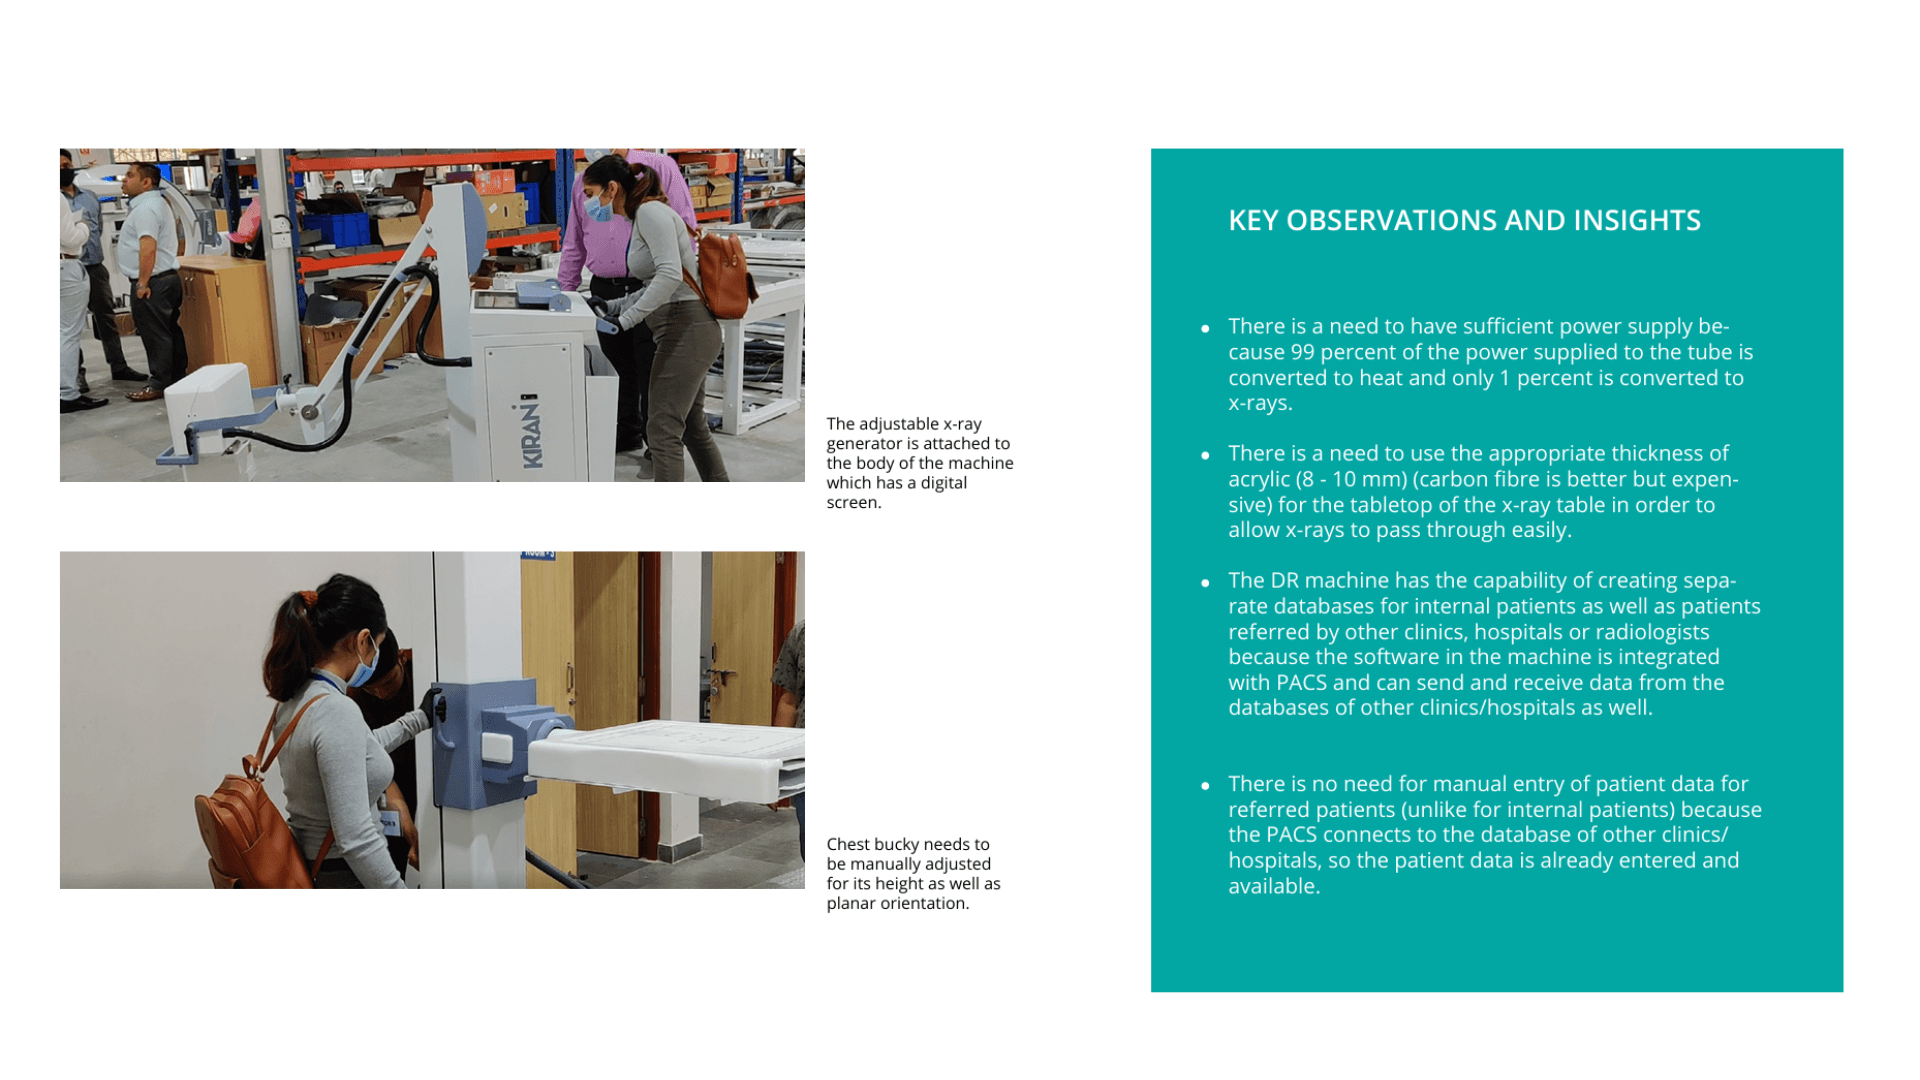 KIRAN
The adjustable x-ray
generator is attached to
the body of the machine
which has a digital
screen.
Chest bucky needs to
be manually adjusted
for its height as well as
planar orientation.
KEY OBSERVATIONS AND INSIGHTS
• There is a need to have sufficient power supply be-
cause 99 percent of the power supplied to the tube is
converted to heat and only 1 percent is converted to
x-rays.
• There is a need to use the appropriate thickness of
acrylic (8 - 10 mm) (carbon fibre is better but expen-
sive) for the tabletop of the x-ray table in order to
allow x-rays to pass through easily.
• The DR machine has the capability of creating sepa-
rate databases for internal patients as well as patients
referred by other clinics, hospitals or radiologists
because the software in the machine is integrated
with PACS and can send and receive data from the
databases of other clinics/hospitals as well.
• There is no need for manual entry of patient data for
referred patients (unlike for internal patients) because
the PACS connects to the database of other clinics/
hospitals, so the patient data is already entered and
available.